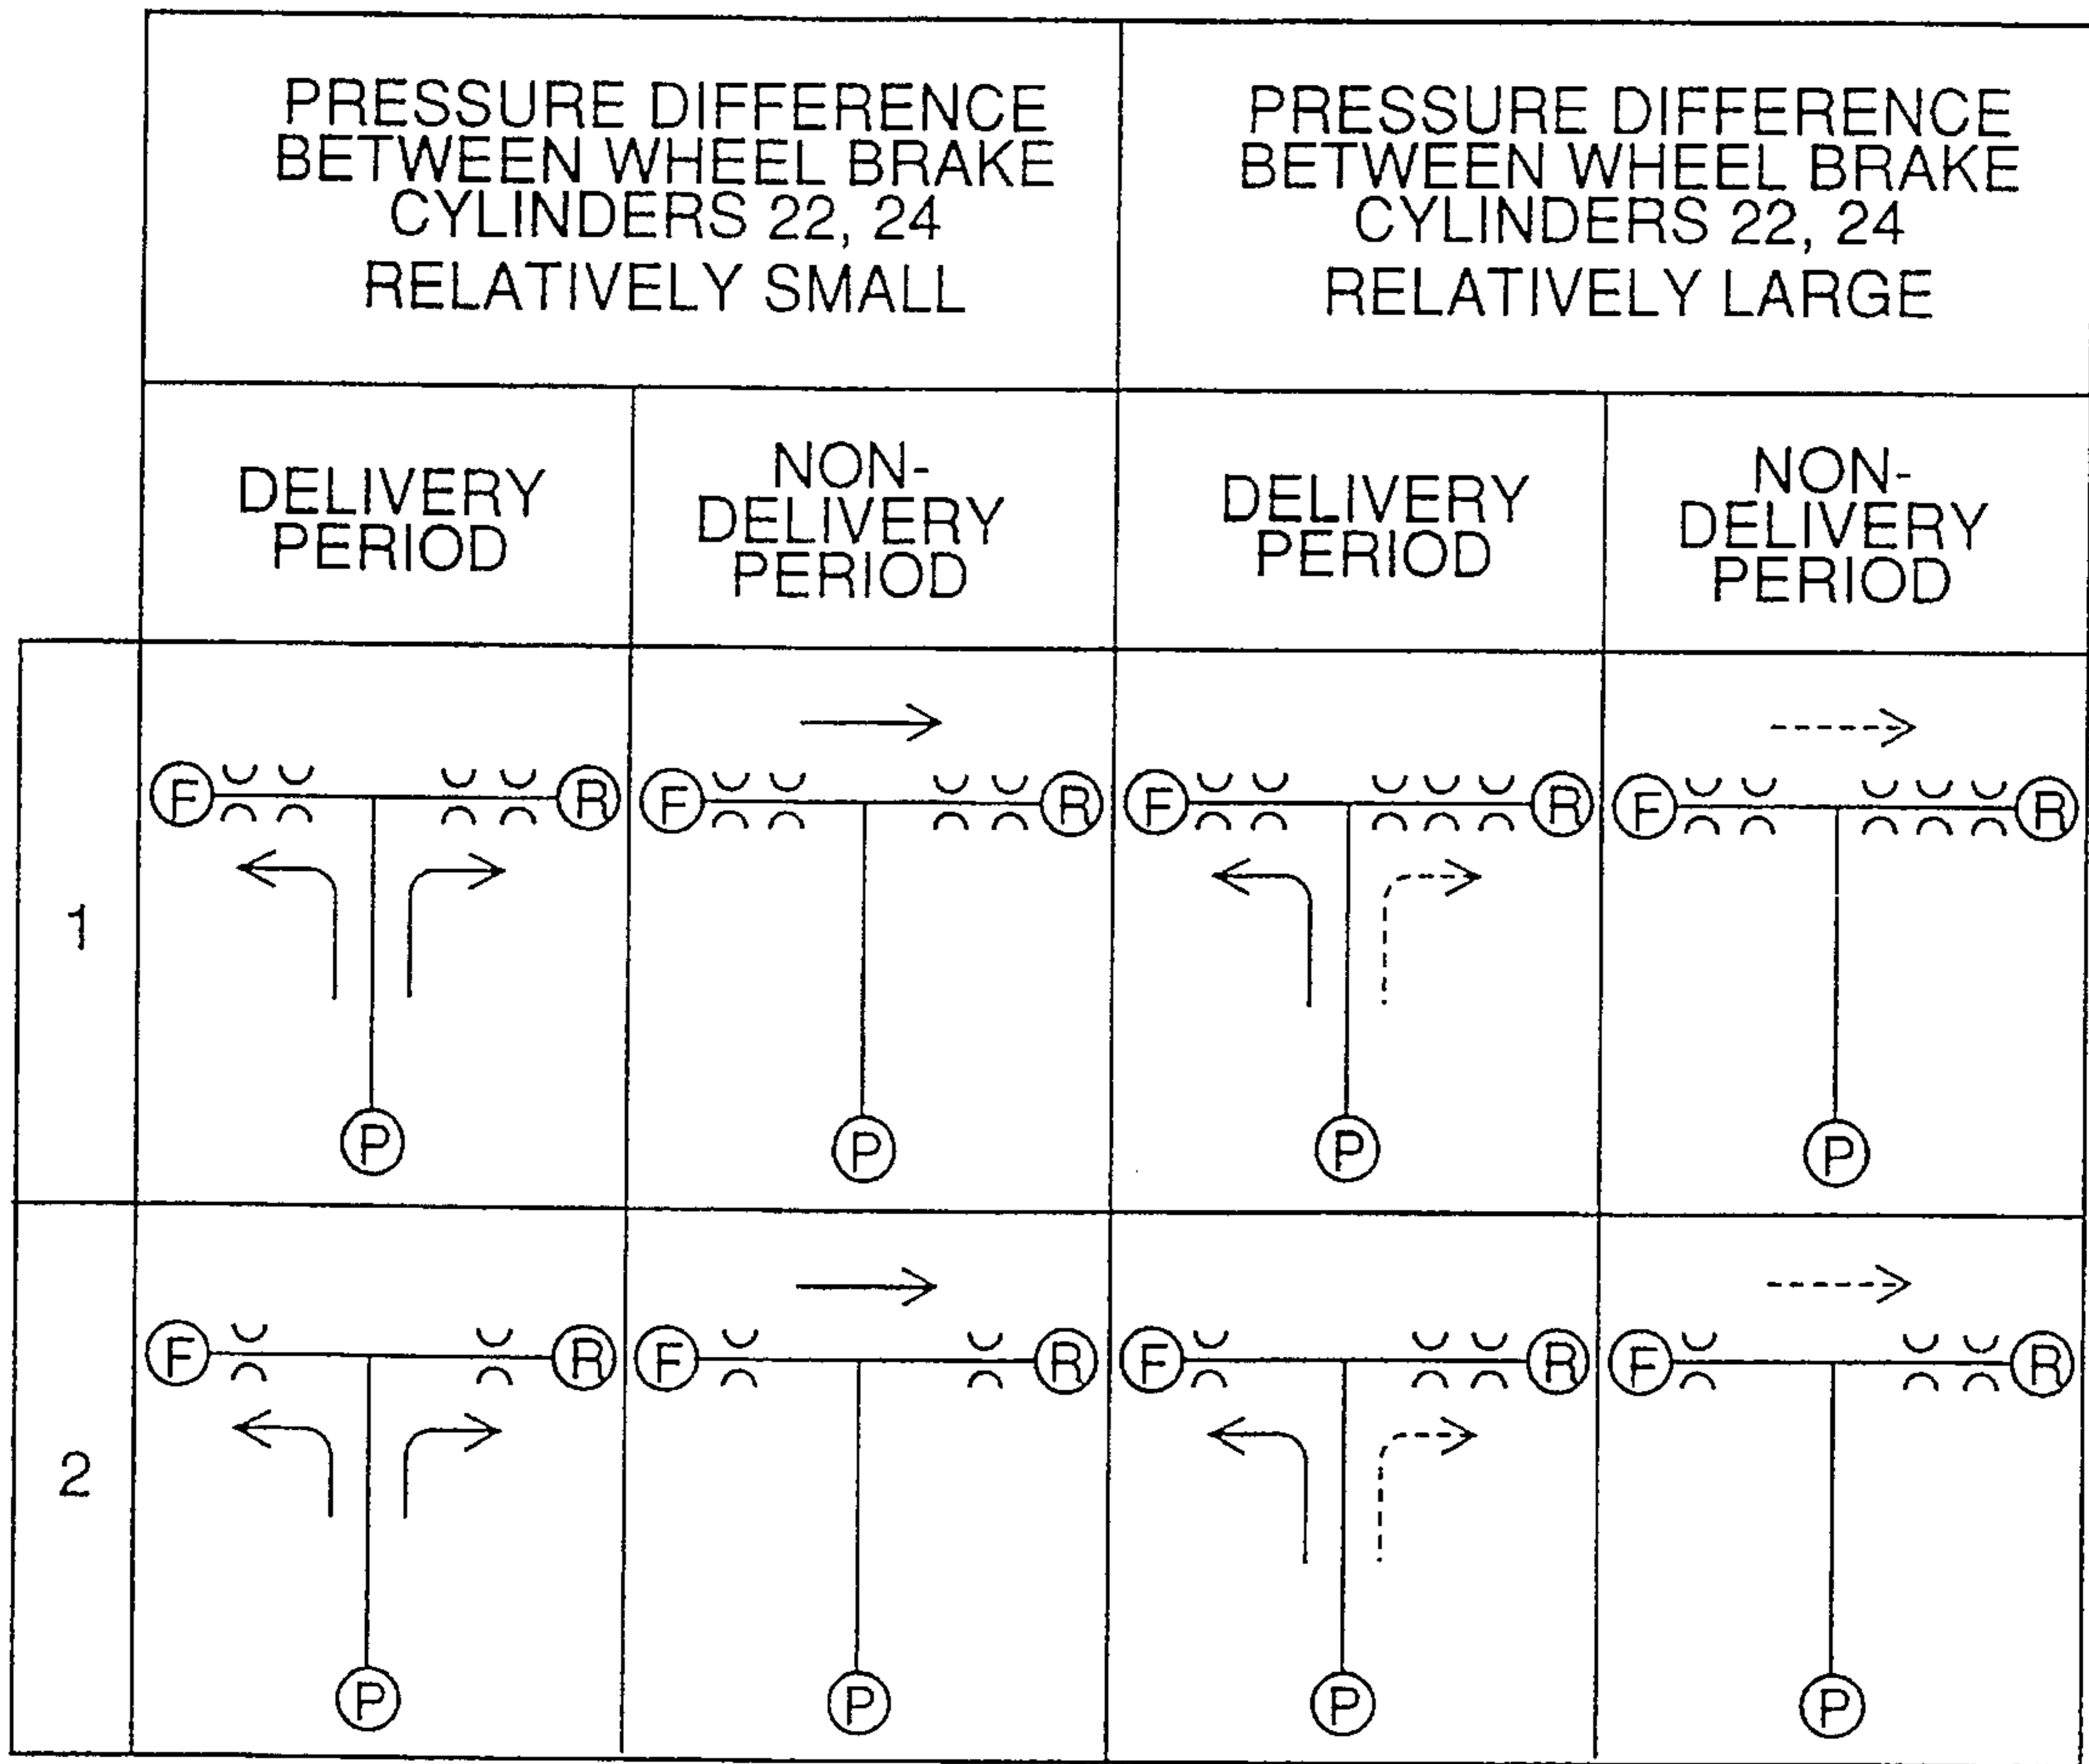 PRESSURE DIFFERENCE
BETWEEN WHEEL BRAKE
CYLINDERS 22, 24
RELATIVELY SMALL
PRESSURE DIFFERENCE
BETWEEN WHEEL BRAKE
CYLINDERS 22, 24
RELATIVELY LARGE
DELIVERY
PERIOD
NON-
DELIVERY
PERIOD
DELIVERY
PERIOD
NON-
DELIVERY
PERIOD
1
F R F R F R F R
P P P P
2
F R F R F R F R
P P P P